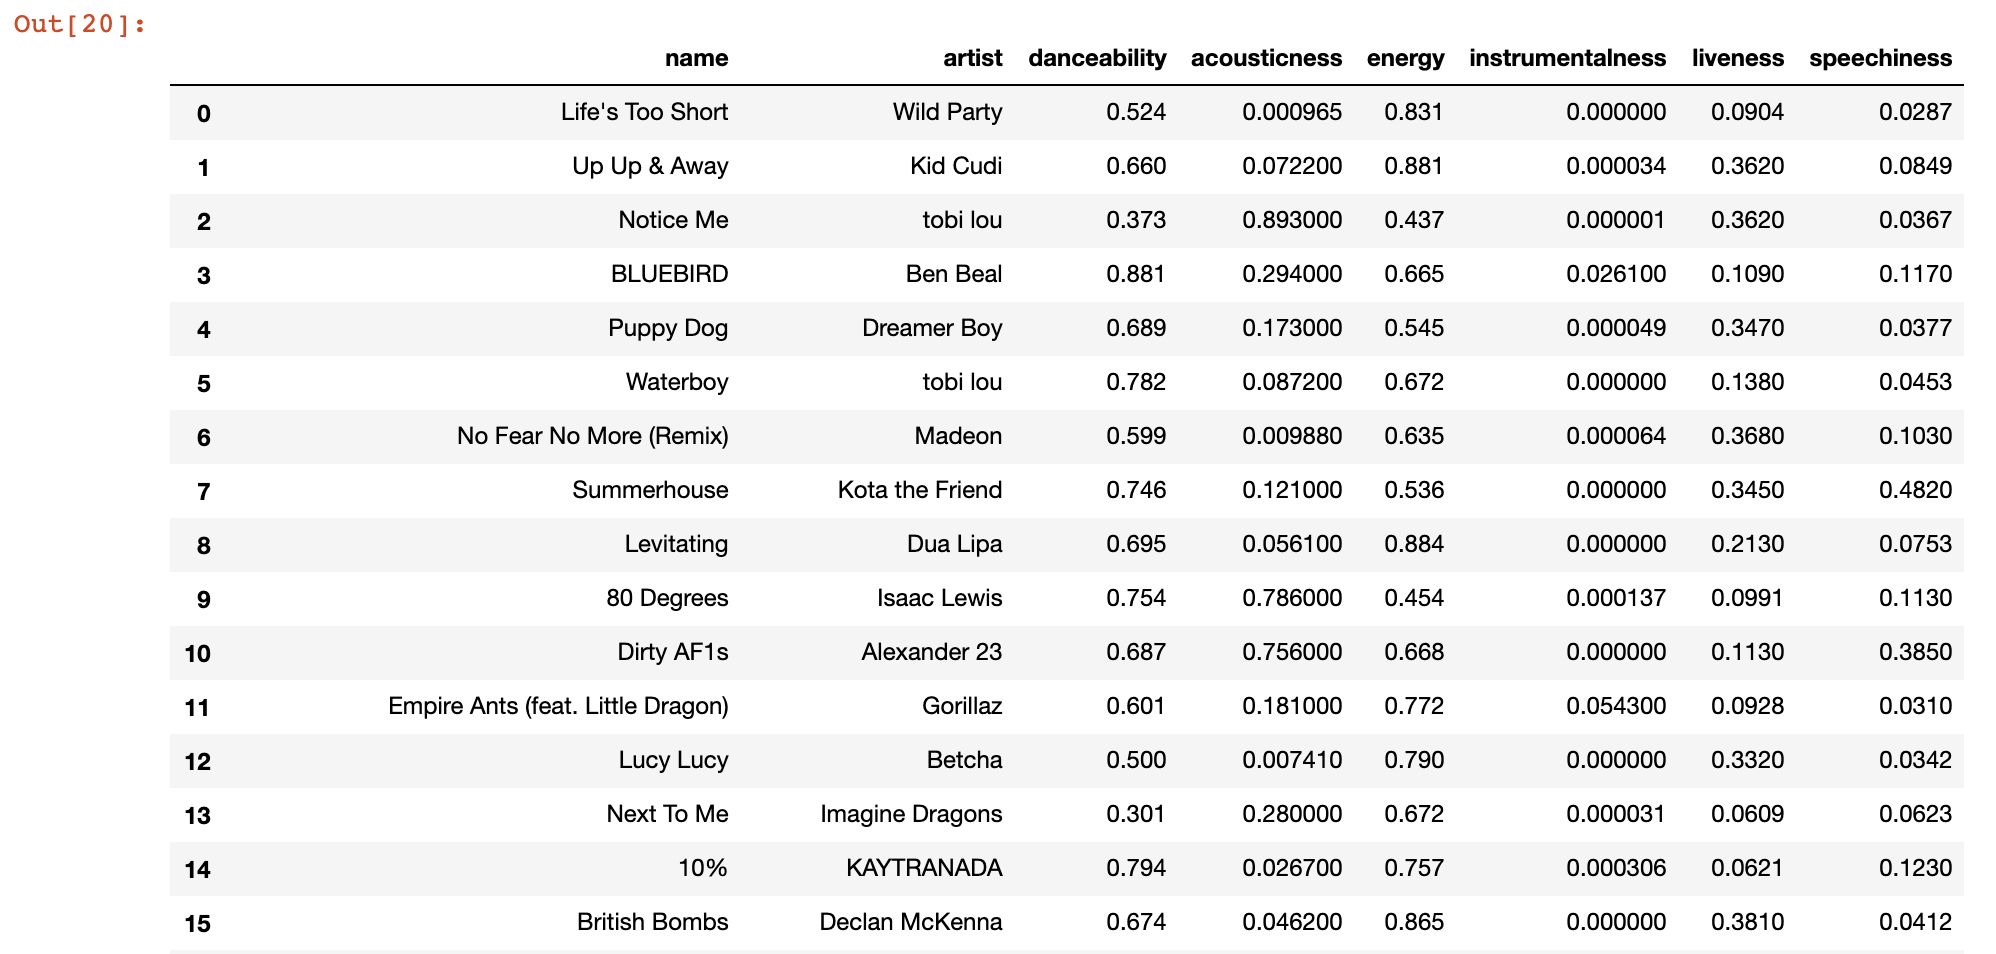 Out[20]:
name artist danceability acousticness energy instrumentalness liveness speechiness
0 Life's Too Short Wild Party 0.524 0.000965 0.831 0.000000 0.0904 0.0287
1 Up Up & Away Kid Cudi 0.660 0.072200 0.881 0.000034 0.3620 0.0849
2 Notice Me tobi lou 0.373 0.893000 0.437 0.000001 0.3620 0.0367
3 BLUEBIRD Ben Beal 0.881 0.294000 0.665 0.026100 0.1090 0.1170
4 Puppy Dog Dreamer Boy 0.689 0.173000 0.545 0.000049 0.3470 0.0377
5 Waterboy tobi lou 0.782 0.087200 0.672 0.000000 0.1380 0.0453
6 No Fear No More (Remix) Madeon 0.599 0.009880 0.635 0.000064 0.3680 0.1030
7 Summerhouse Kota the Friend 0.746 0.121000 0.536 0.000000 0.3450 0.4820
8 Levitating Dua Lipa 0.695 0.056100 0.884 0.000000 0.2130 0.0753
9 80 Degrees Isaac Lewis 0.754 0.786000 0.454 0.000137 0.0991 0.1130
10 Dirty AF1s Alexander 23 0.687 0.756000 0.668 0.000000 0.1130 0.3850
11 Empire Ants (feat. Little Dragon) Gorillaz 0.601 0.181000 0.772 0.054300 0.0928 0.0310
12 Lucy Lucy Betcha 0.500 0.007410 0.790 0.000000 0.3320 0.0342
13 Next To Me Imagine Dragons 0.301 0.280000 0.672 0.000031 0.0609 0.0623
14 10% KAYTRANADA 0.794 0.026700 0.757 0.000306 0.0621 0.1230
15 British Bombs Declan McKenna 0.674 0.046200 0.865 0.000000 0.3810 0.0412